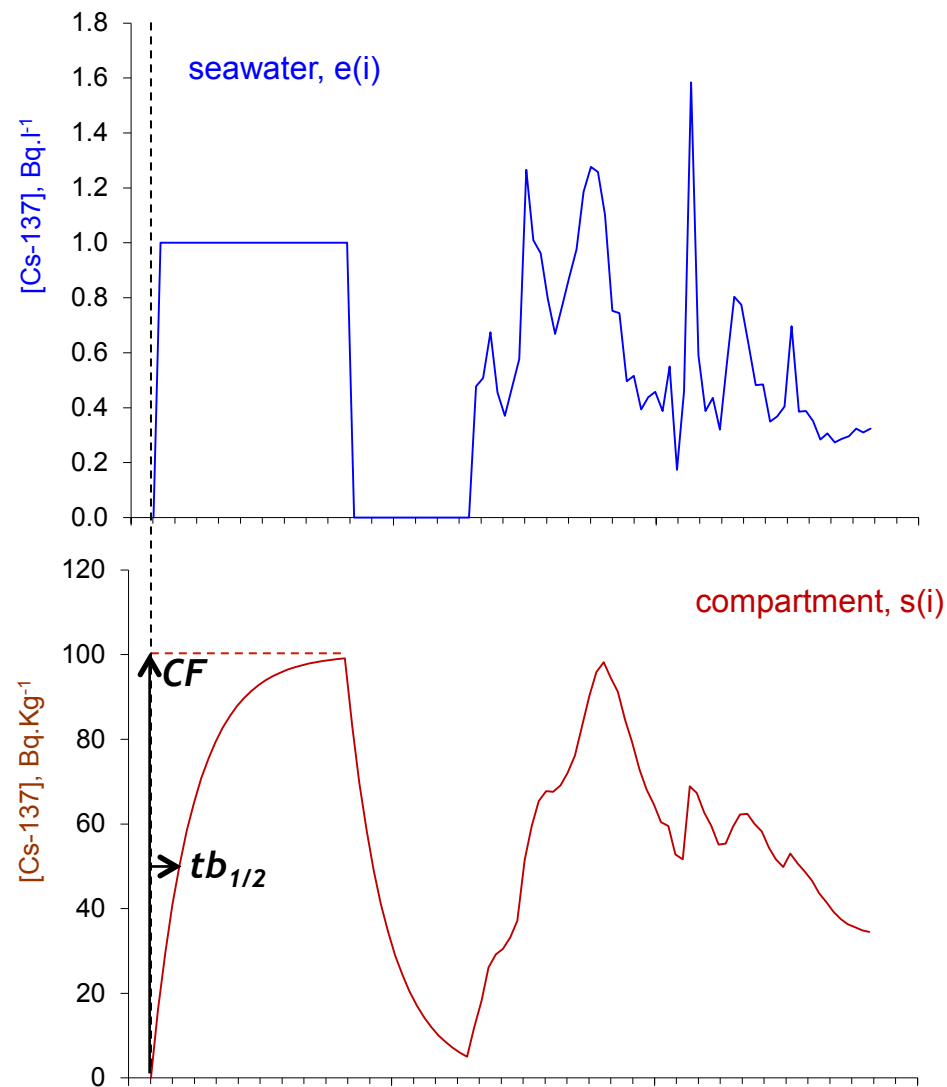 1.8
seawater, e(i)
1.6
1.4
1.2
1.0
0.8
0.6
0.4
0.2
0.0
[Cs-137], Bq.l-1
120
compartment, s(i)
100
CF
80
60
tb1/2
40
20
0
[Cs-137], Bq.Kg-1